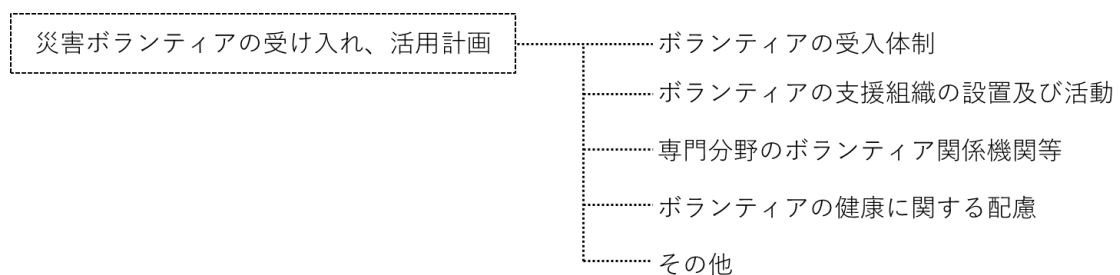 災害ボランティアの受け入れ、活用計画
ボランティアの受入体制
ボランティアの支援組織の設置及び活動
専門分野のボランティア関係機関等
ボランティアの健康に関する配慮
その他